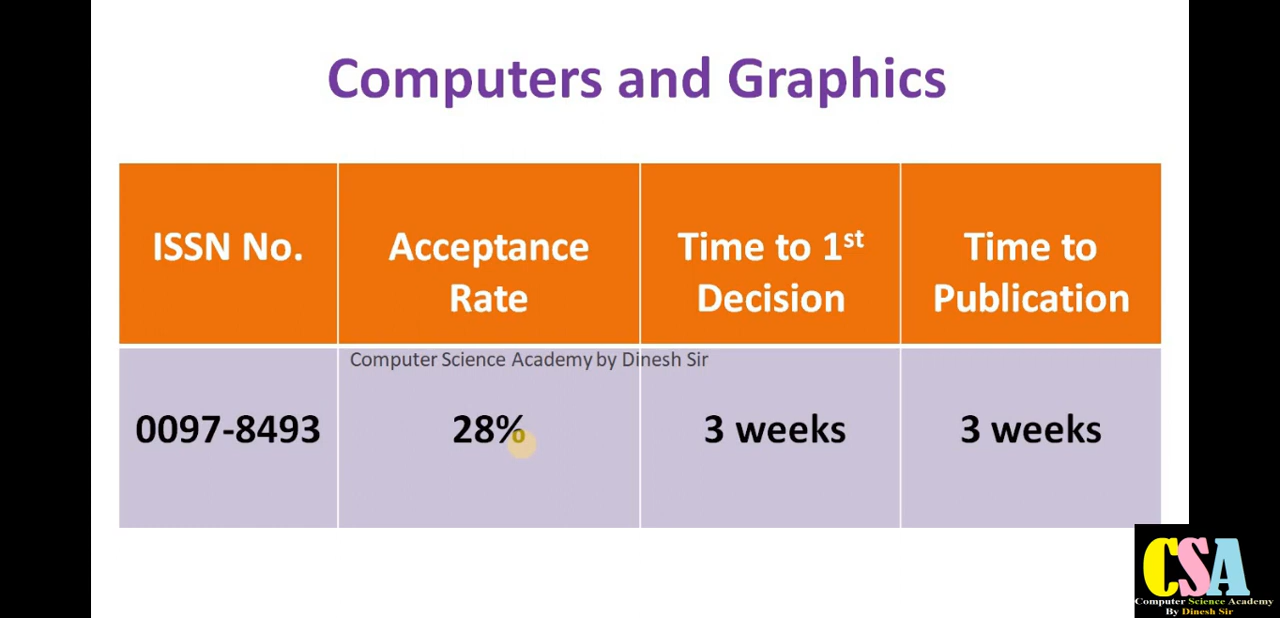 Computers and Graphics
ISSN No.
Acceptance
Rate
Time to 1st
Decision
Time to
Publication
Computer Science Academy by Dinesh Sir
0097-8493
28%
3 weeks
3 weeks
CSA
Computer Science Academy
By Dinesh Sir